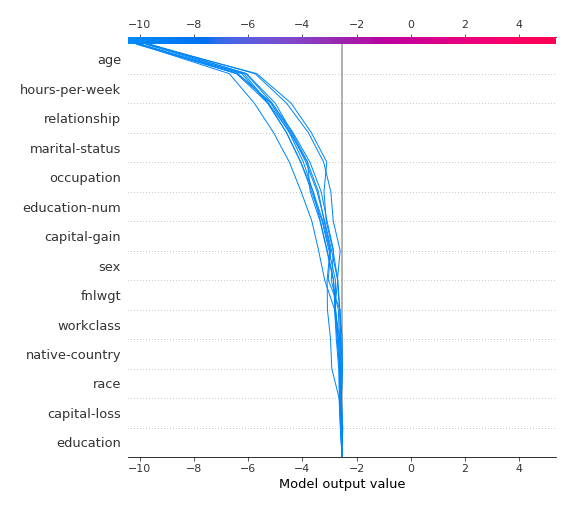 −10 −8 −6 −4 −2 0 2 4
age
hours-per-week
relationship
marital-status
occupation
education-num
capital-gain
sex
fnlwgt
workclass
native-country
race
capital-loss
education
−10 −8 −6 −4 −2 0 2 4
Model output value